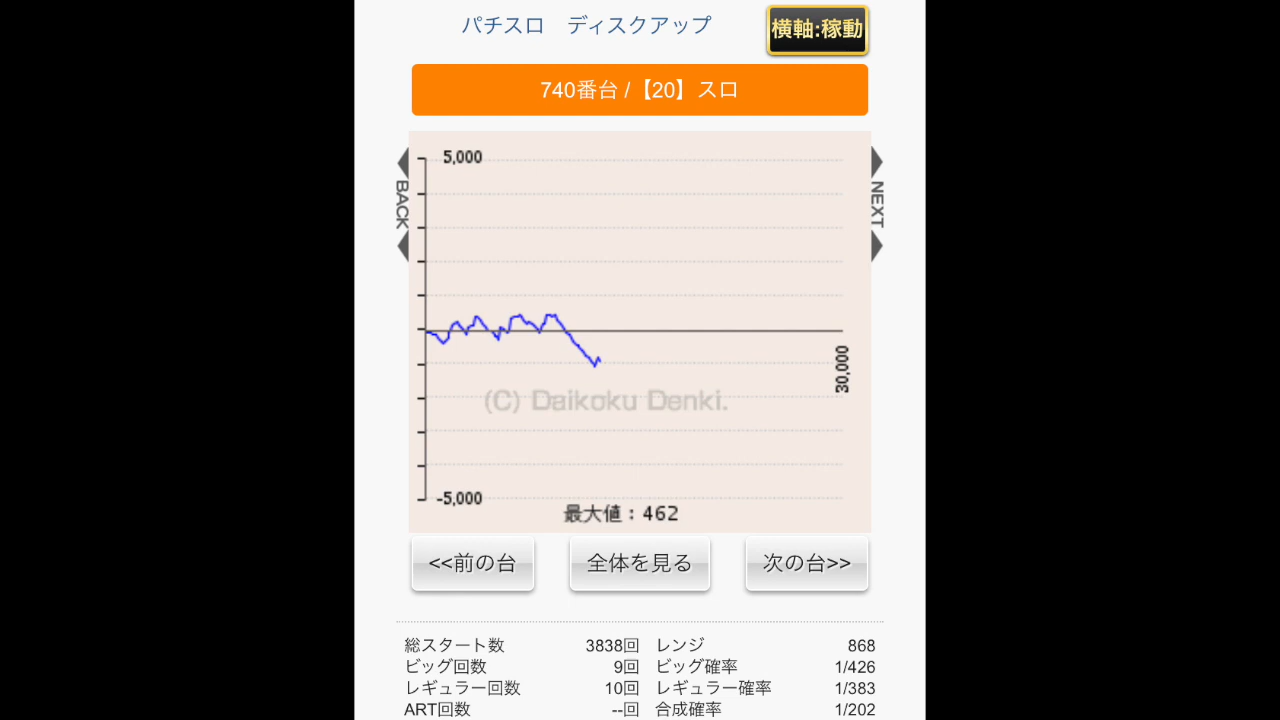 パチスロ　ディスクアップ
横軸:稼動
740番台 /【20】スロ
5,000
BACK
NEXT
30,000
(C) Daikoku Denki.
-5,000
最大値：462
<<前の台
全体を見る
次の台>>
総スタート数 3838回 レンジ 868
ビッグ回数 9回 ビッグ確率 1/426
レギュラー回数 10回 レギュラー確率 1/383
ART回数 --回 合成確率 1/202